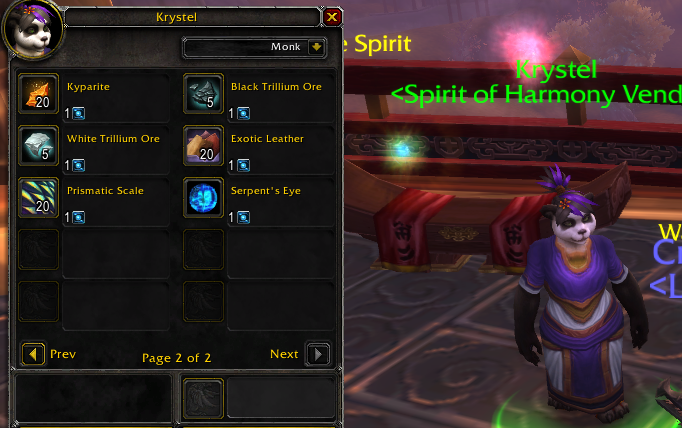 Krystel
Monk
Kyparite
20
1
Black Trillium Ore
5
1
White Trillium Ore
5
1
Exotic Leather
20
1
Prismatic Scale
20
1
Serpent's Eye
1
Prev
Page 2 of 2
Next
e Spirit
Krystel
<Spirit of Harmony Vend
W
C
<L